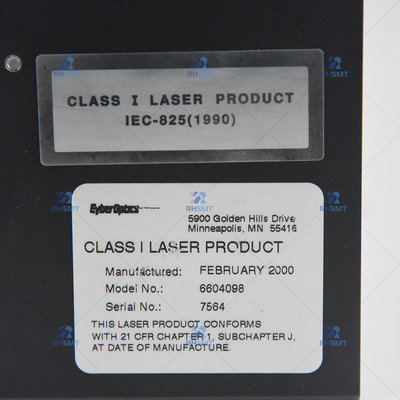 CLASS I LASER PRODUCT
IEC-825(1990)
CyberOptics
5900 Golden Hills Drive
Minneapolis, MN 55416
CLASS I LASER PRODUCT
Manufactured: FEBRUARY 2000
Model No.: 6604098
Serial No.: 7564
THIS LASER PRODUCT CONFORMS
WITH 21 CFR CHAPTER 1, SUBCHAPTER J,
AT DATE OF MANUFACTURE.
RHSMT
RHSMT
RHSMT
RHSMT
RHSMT
RHSMT
RHSMT
RHSMT
RHSMT